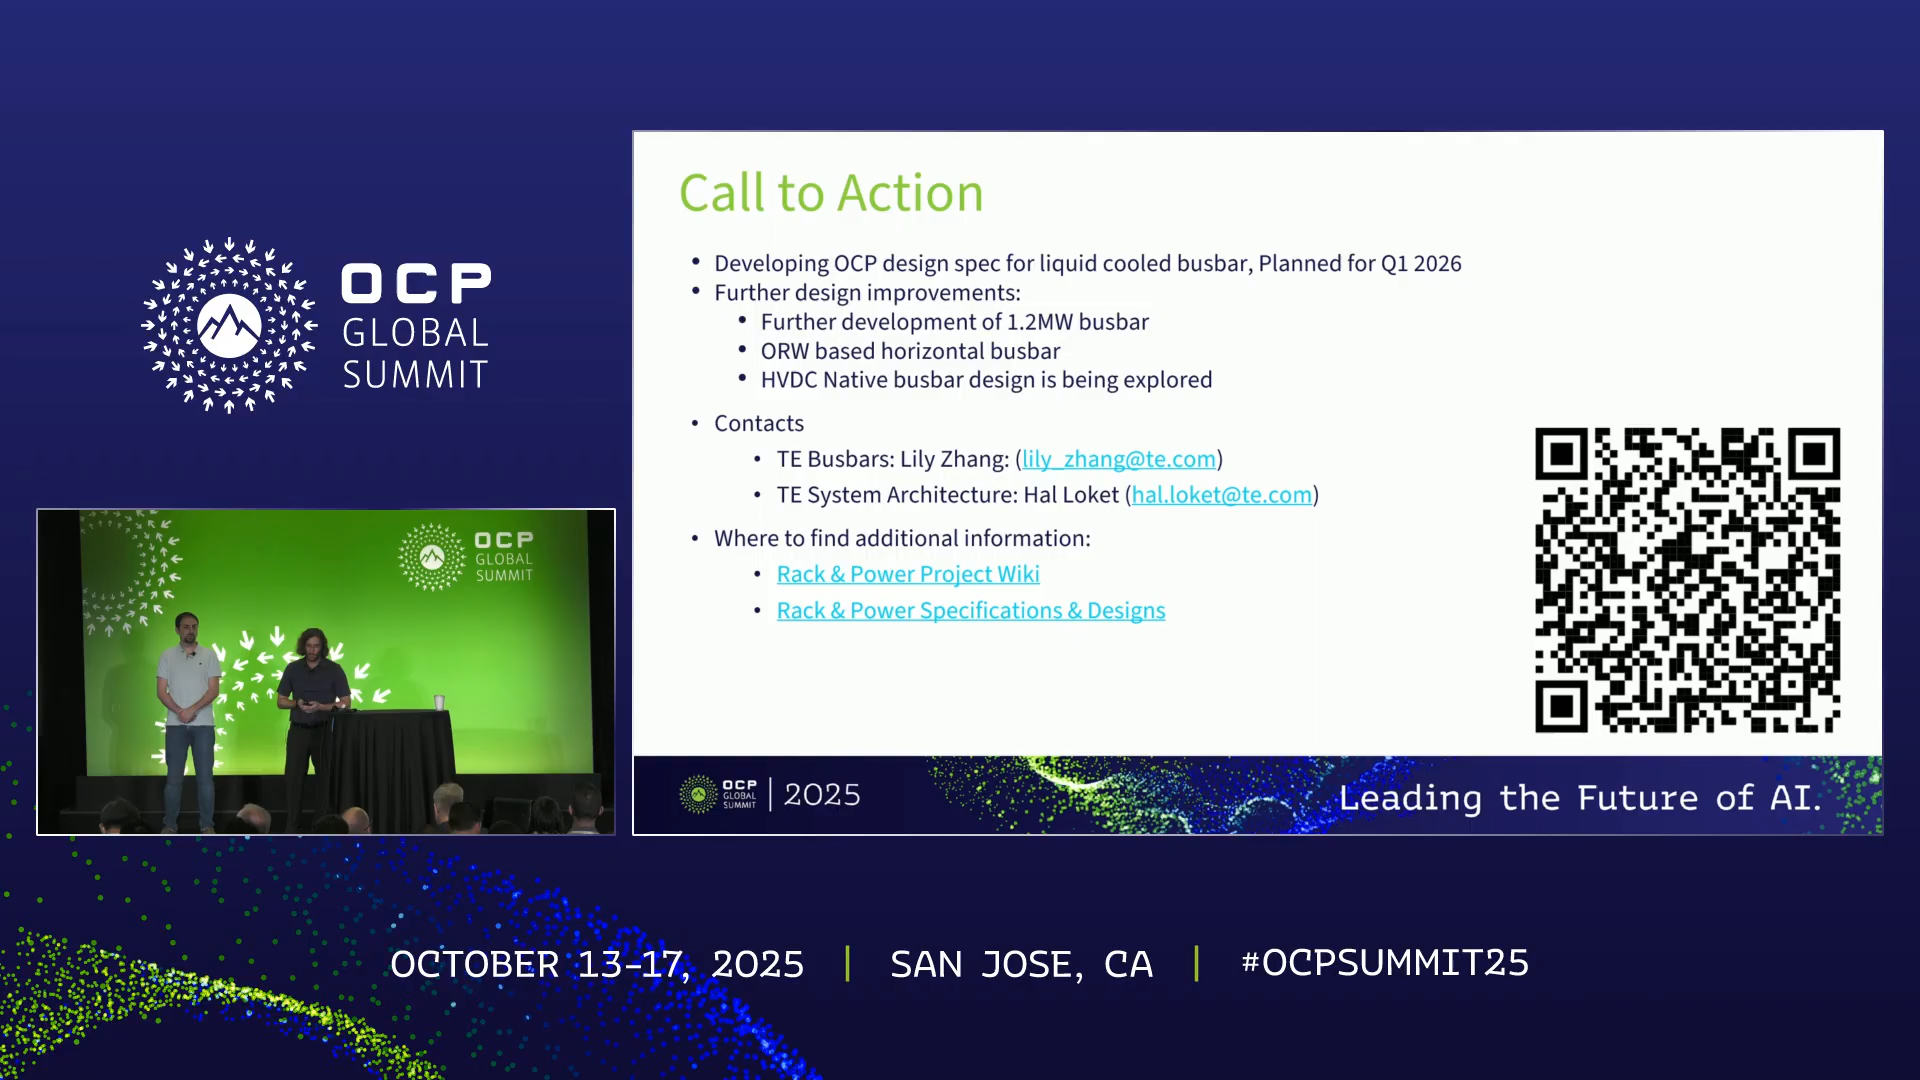 OCP
GLOBAL
SUMMIT
Call to Action
• Developing OCP design spec for liquid cooled busbar, Planned for Q1 2026
• Further design improvements:
• Further development of 1.2MW busbar
• ORW based horizontal busbar
• HVDC Native busbar design is being explored
• Contacts
• TE Busbars: Lily Zhang: (lily_zhang@te.com)
• TE System Architecture: Hal Loket (hal.loket@te.com)
• Where to find additional information:
• Rack & Power Project Wiki
• Rack & Power Specifications & Designs
OCP
GLOBAL
SUMMIT
2025
Leading the Future of AI.
OCP
GLOBAL
SUMMIT
OCTOBER 13-17, 2025 | SAN JOSE, CA | #OCPSUMMIT25